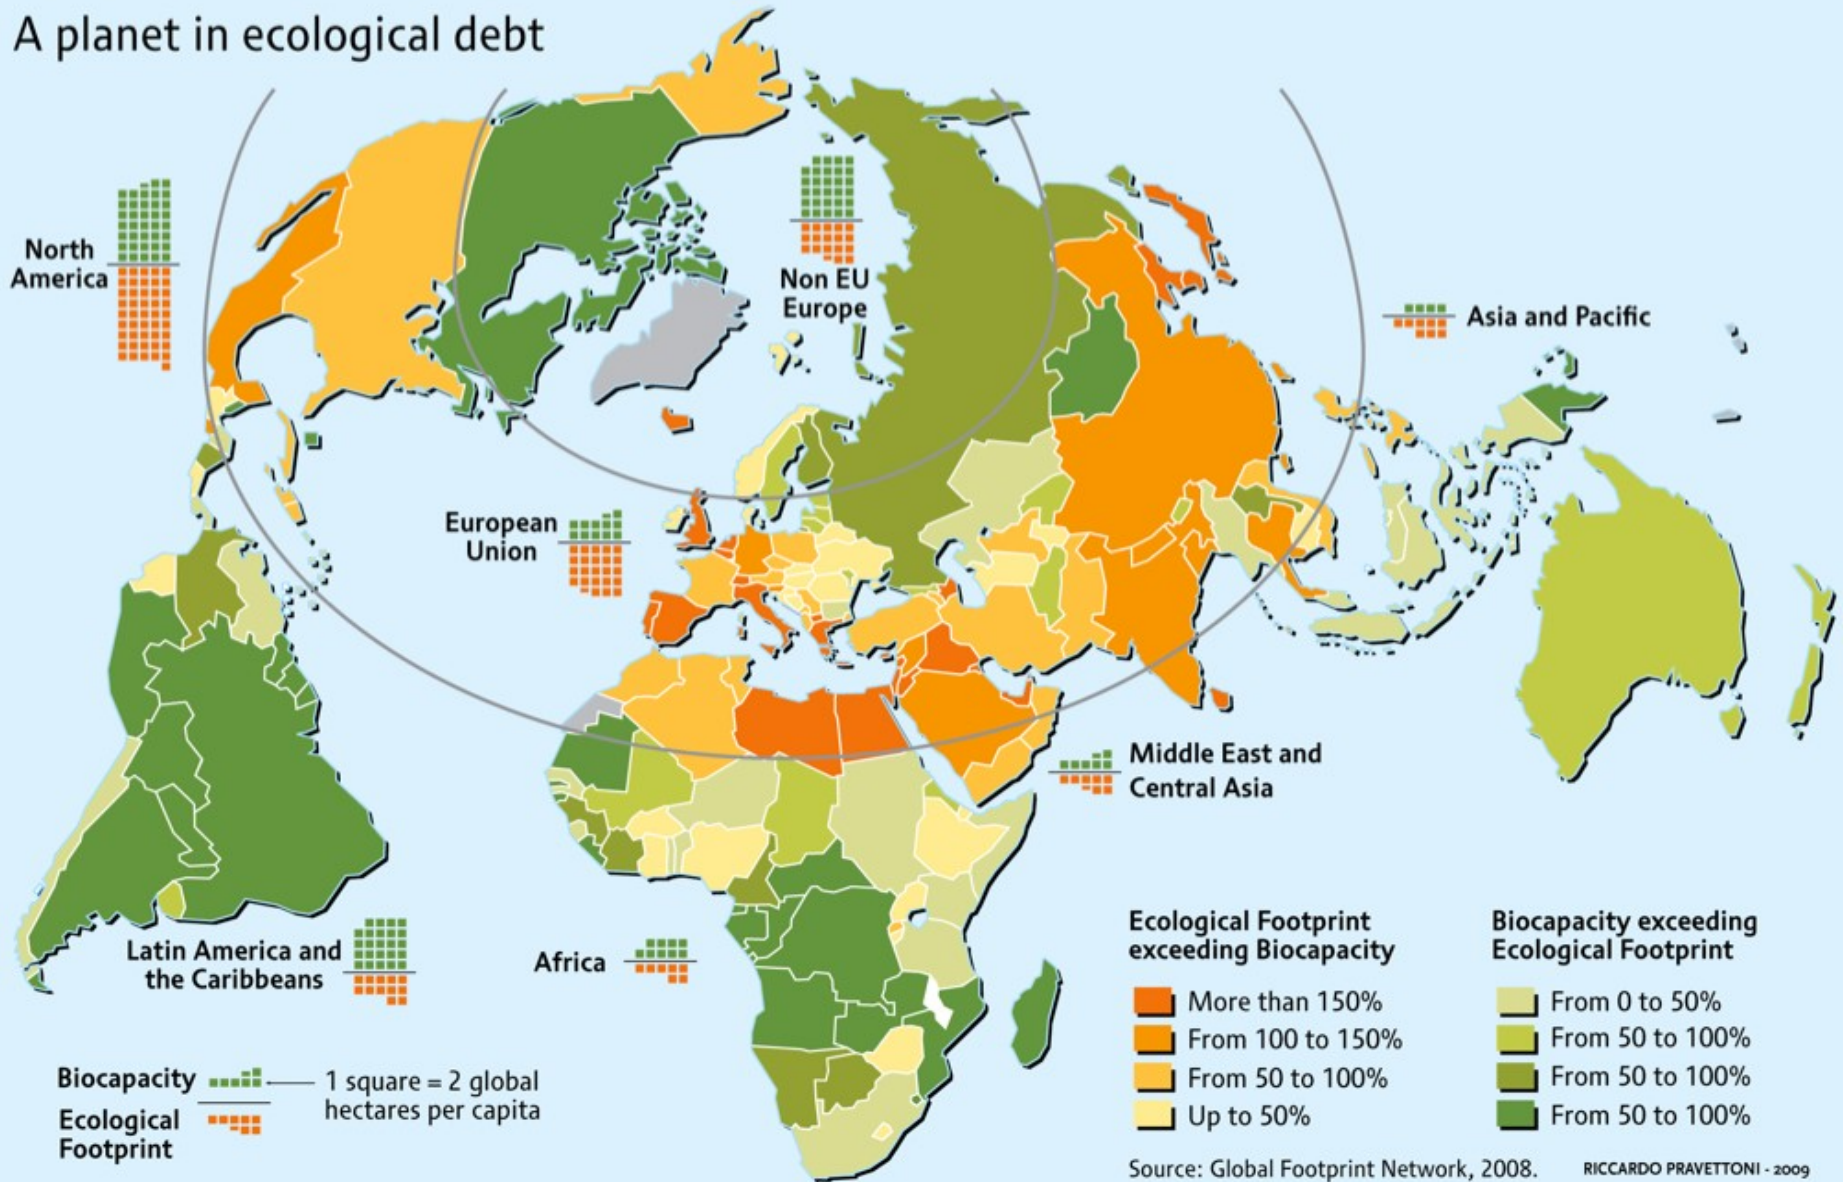 A planet in ecological debt
North
America
Non EU
Europe
Asia and Pacific
European
Union
Middle East and
Central Asia
Latin America and
the Caribbeans
Africa
Biocapacity
1 square = 2 global
hectares per capita
Ecological
Footprint
Ecological Footprint
exceeding Biocapacity
More than 150%
From 100 to 150%
From 50 to 100%
Up to 50%
Biocapacity exceeding
Ecological Footprint
From 0 to 50%
From 50 to 100%
From 50 to 100%
From 50 to 100%
Source: Global Footprint Network, 2008.
RICCARDO PRAVETTONI - 2009